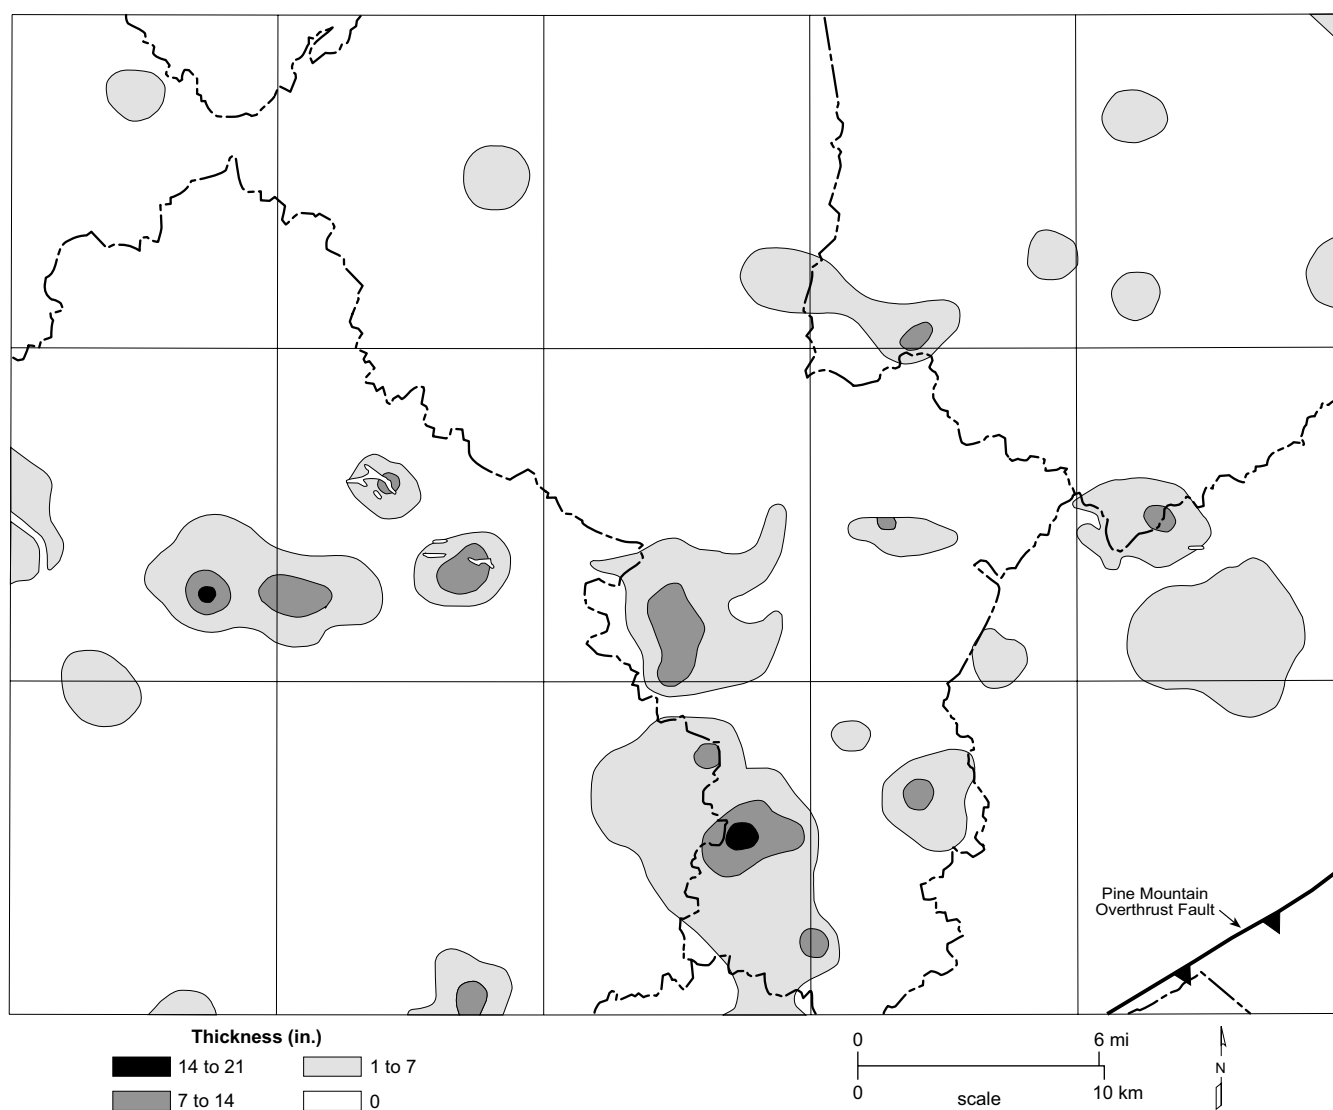 Pine Mountain
Overthrust Fault
Thickness (in.)
14 to 21
1 to 7
7 to 14
0
0
6 mi
0
10 km
scale
N